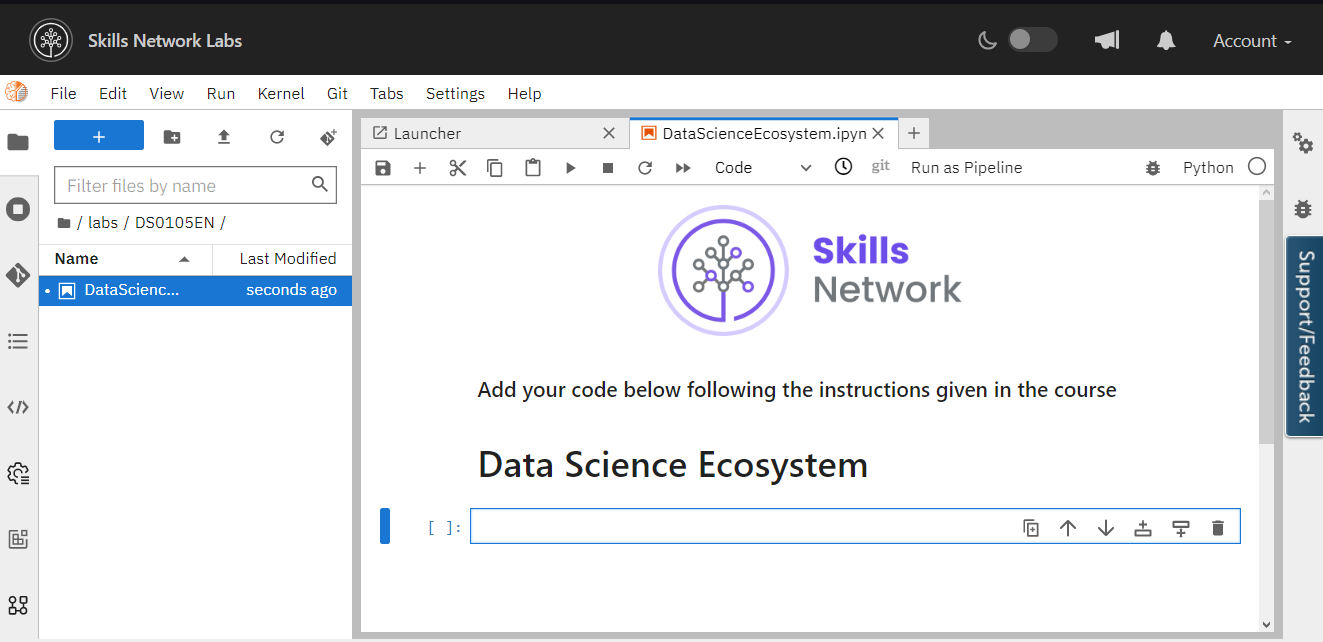 Skills Network Labs
Account
File Edit View Run Kernel Git Tabs Settings Help
+
Launcher
DataScienceEcosystem.ipyn
Filter files by name
/ labs / DS0105EN /
Name Last Modified
DataScienc... seconds ago
Code
git
Run as Pipeline
Python
Skills
Network
Add your code below following the instructions given in the course
Data Science Ecosystem
[ ]:
Support/Feedback